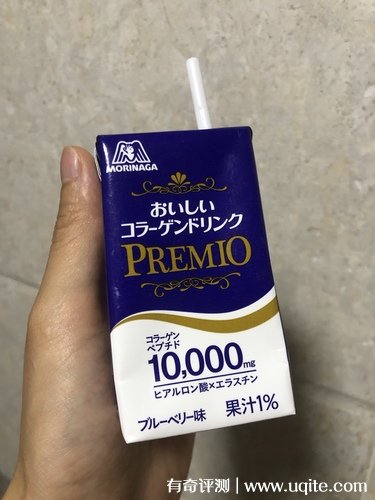 MORINAGA
おいしい
コラーゲンドリンク
PREMIO
コラーゲン
ペプチド
10,000mg
ヒアルロン酸×エラスチン
ブルーベリー味 果汁1%
有奇评测 | www.uqite.com